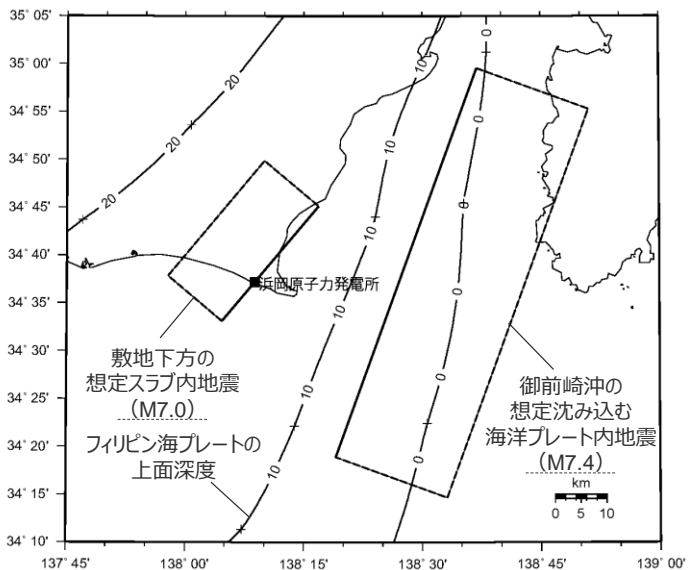 35˚ 05'
35˚ 00'
34˚ 55'
34˚ 50'
34˚ 45'
34˚ 40'
34˚ 35'
34˚ 30'
34˚ 25'
34˚ 20'
34˚ 15'
34˚ 10'
137˚ 45'
138˚ 00'
138˚ 15'
138˚ 30'
138˚ 45'
139˚ 00'
20
20
20
10
10
10
10
10
0
0
0
0
0
0
浜岡原子力発電所
敷地下方の
想定スラブ内地震
（M7.0）
フィリピン海プレートの
上面深度
御前崎沖の
想定沈み込む
海洋プレート内地震
（M7.4）
km
0 5 10